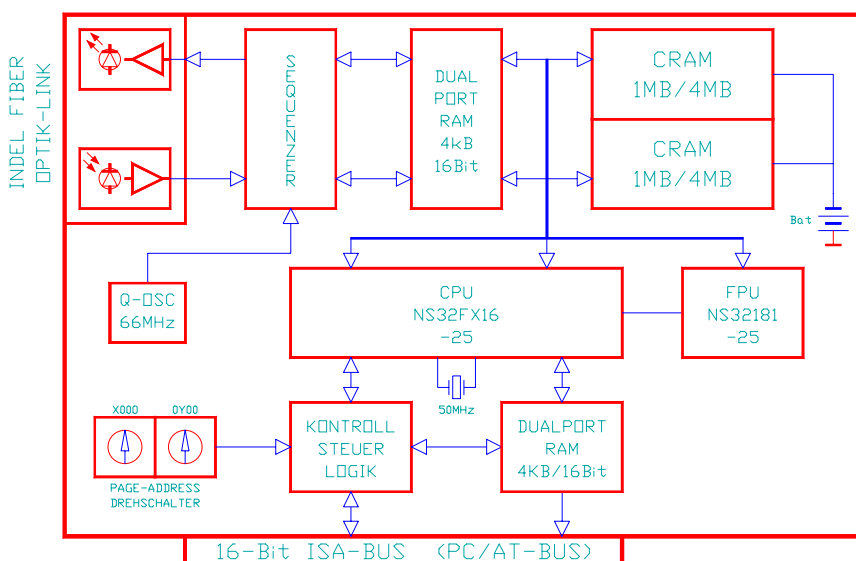 INDEL FIBER
OPTIK-LINK
SEQUENZER
DUAL
PORT
RAM
4kB
16Bit
CRAM
1MB/4MB
CRAM
1MB/4MB
Bat
Q-OSC
66MHz
CPU
NS32FX16
-25
FPU
NS32181
-25
50MHz
X000
0Y00
PAGE-ADDRESS
DREHSCHALTER
KONTROLL
STEUER
LOGIK
DUALPORT
RAM
4KB/16Bit
16-Bit ISA-BUS (PC/AT-BUS)